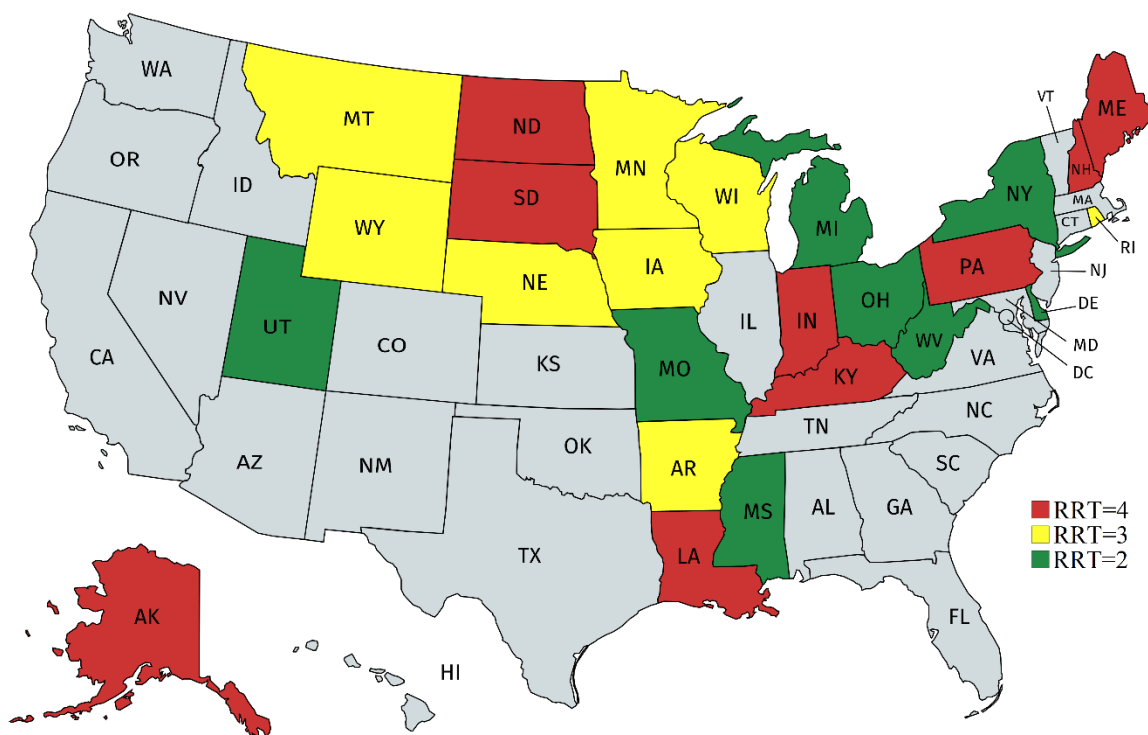 WA
MT
ND
MN
OR
ID
SD
WI
WY
MI
NY
VT
NH
ME
MA
CT
RI
NE
IA
PA
NJ
NV
UT
CO
IL
IN
OH
DE
CA
KS
MO
KY
WV
VA
MD
DC
AZ
NM
OK
AR
TN
NC
SC
TX
LA
MS
AL
GA
FL
AK
HI
RRT=4
RRT=3
RRT=2